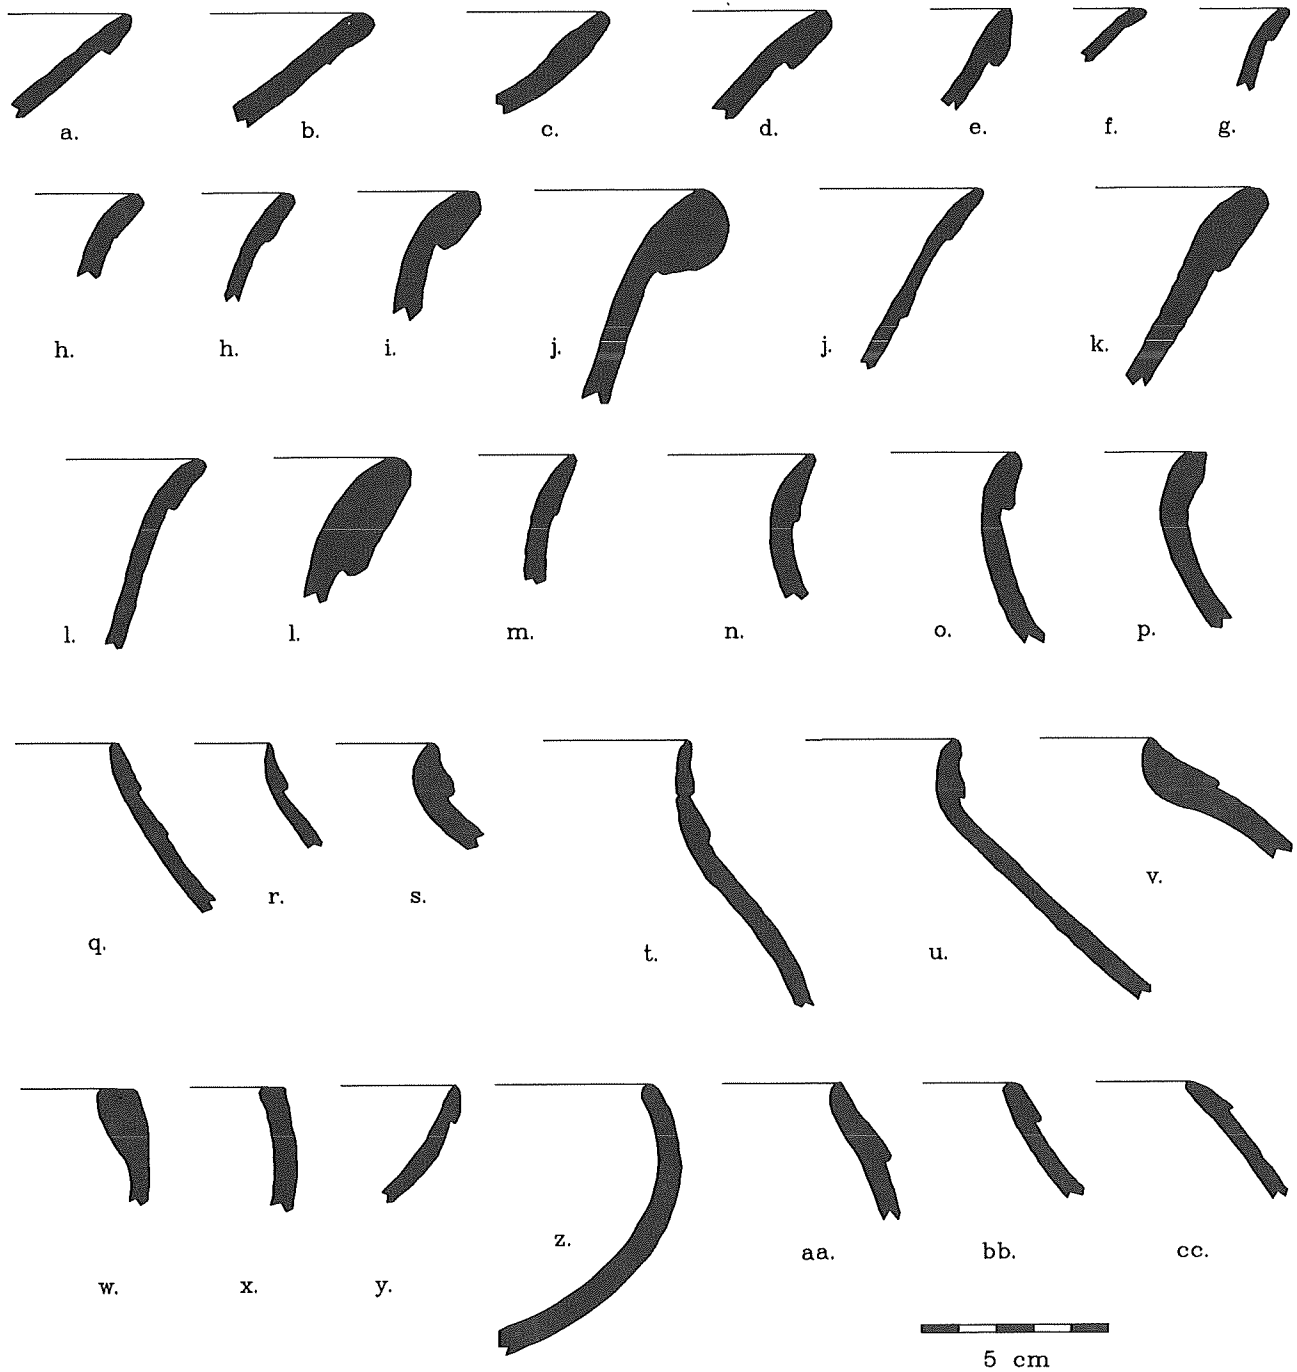 a. b. c. d. e. f. g.
h. h. i. j. j. k.
l. l. m. n. o. p.
q. r. s. t. u. v.
w. x. y. z. aa. bb. cc.
5 cm